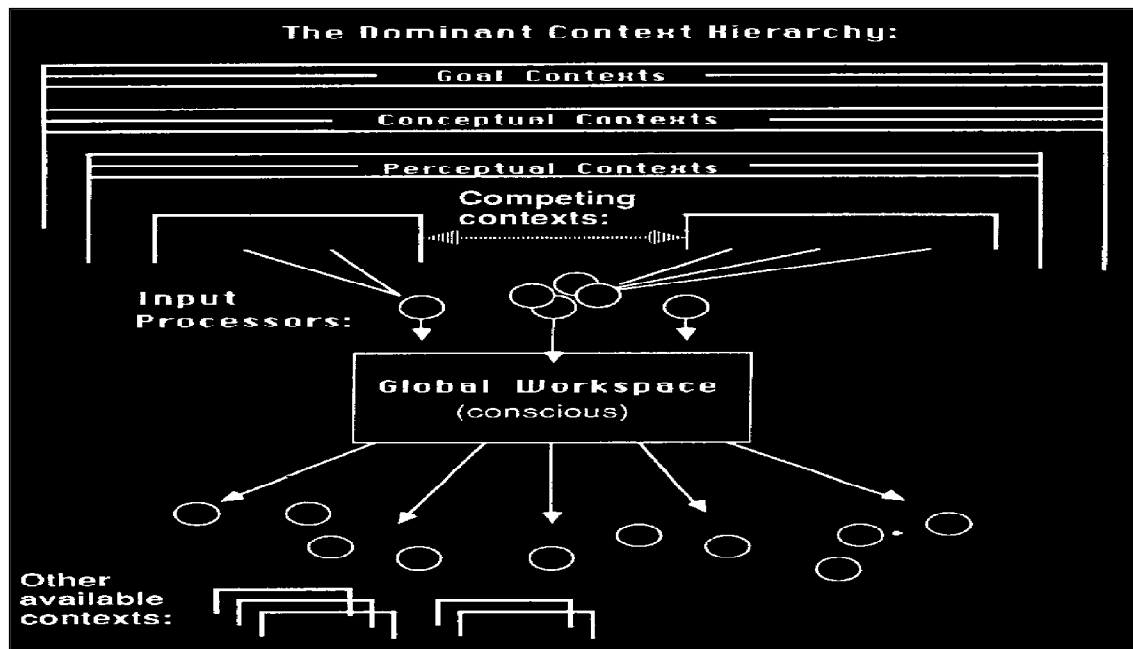 The Dominant Context Hierarchy:
Goal Contexts
Conceptual Contexts
Perceptual Contexts
Competing
contexts:
Input
Processors:
Global Workspace
(conscious)
Other
available
contexts: